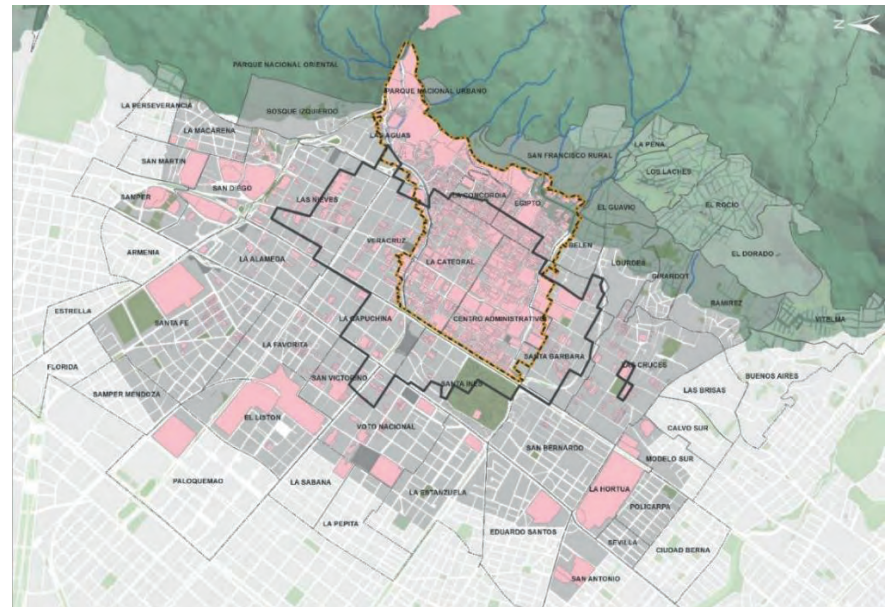 N
PARQUE NACIONAL ORIENTAL
PARQUE NACIONAL URBANO
LA PERSEVERANCIA
BOSQUE IZQUIERDO
LA MACARENA
LAS AGUAS
LA PEÑA
SAN FRANCISCO RURAL
SAN MARTIN
LOS LACHES
SAN DIEGO
SAMPER
LAS NIEVES
LA CONCORDIA
EGIPTO
EL GUAVIO
EL ROCIO
VERACRUZ
BELEN
ARMENIA
LA ALAMEDA
LA CATEDRAL
LOURDES
EL DORADO
GIRARDOT
RAMIREZ
ESTRELLA
SANTA FE
LA CAPUCHINA
CENTRO ADMINISTRATIVO
VITELMA
LA FAVORITA
SANTA BARBARA
LAS CRUCES
FLORIDA
SAN VICTORINO
SANTA INES
BUENOS AIRES
SAMPER MENDOZA
LAS BRISAS
EL LISTON
VOTO NACIONAL
CALVO SUR
SAN BERNARDO
MODELO SUR
PALOQUEMAO
LA SABANA
LA ESTANZUELA
LA HORTUA
POLICARPA
LA PEPITA
EDUARDO SANTOS
SEVILLA
CIUDAD BERNA
SAN ANTONIO